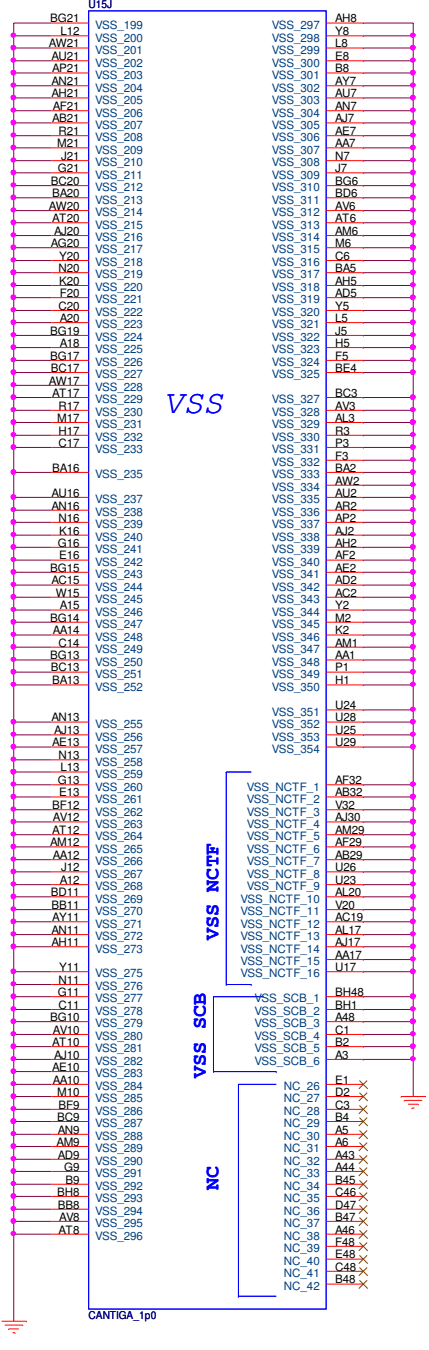 U15J
BG21 VSS_199
L12 VSS_200
AW21 VSS_201
AU21 VSS_202
AP21 VSS_203
AN21 VSS_204
AH21 VSS_205
AF21 VSS_206
AB21 VSS_207
R21 VSS_208
M21 VSS_209
J21 VSS_210
G21 VSS_211
BC20 VSS_212
BA20 VSS_213
AW20 VSS_214
AT20 VSS_215
AJ20 VSS_216
AG20 VSS_217
Y20 VSS_218
N20 VSS_219
K20 VSS_220
F20 VSS_221
C20 VSS_222
A20 VSS_223
BG19 VSS_224
A18 VSS_225
BG17 VSS_226
BC17 VSS_227
AW17 VSS_228
AT17 VSS_229
R17 VSS_230
M17 VSS_231
H17 VSS_232
C17 VSS_233
BA16 VSS_235
AU16 VSS_237
AN16 VSS_238
N16 VSS_239
K16 VSS_240
G16 VSS_241
E16 VSS_242
BG15 VSS_243
AC15 VSS_244
W15 VSS_245
A15 VSS_246
BG14 VSS_247
AA14 VSS_248
C14 VSS_249
BG13 VSS_250
BC13 VSS_251
BA13 VSS_252
AN13 VSS_255
AJ13 VSS_256
AE13 VSS_257
N13 VSS_258
L13 VSS_259
G13 VSS_260
E13 VSS_261
BF12 VSS_262
AV12 VSS_263
AT12 VSS_264
AM12 VSS_265
AA12 VSS_266
J12 VSS_267
A12 VSS_268
BD11 VSS_269
BB11 VSS_270
AY11 VSS_271
AN11 VSS_272
AH11 VSS_273
Y11 VSS_275
N11 VSS_276
G11 VSS_277
C11 VSS_278
BG10 VSS_279
AV10 VSS_280
AT10 VSS_281
AJ10 VSS_282
AE10 VSS_283
AA10 VSS_284
M10 VSS_285
BF9 VSS_286
BC9 VSS_287
AN9 VSS_288
AM9 VSS_289
AD9 VSS_290
G9 VSS_291
B9 VSS_292
BH8 VSS_293
BB8 VSS_294
AV8 VSS_295
AT8 VSS_296
VSS
VSS_297 AH8
VSS_298 Y8
VSS_299 L8
VSS_300 E8
VSS_301 B8
VSS_302 AY7
VSS_303 AU7
VSS_304 AN7
VSS_305 AJ7
VSS_306 AE7
VSS_307 AA7
VSS_308 N7
VSS_309 J7
VSS_310 BG6
VSS_311 BD6
VSS_312 AV6
VSS_313 AT6
VSS_314 AM6
VSS_315 M6
VSS_316 C6
VSS_317 BA5
VSS_318 AH5
VSS_319 AD5
VSS_320 Y5
VSS_321 L5
VSS_322 J5
VSS_323 H5
VSS_324 F5
VSS_325 BE4
VSS_327 BC3
VSS_328 AV3
VSS_329 AL3
VSS_330 R3
VSS_331 P3
VSS_332 F3
VSS_333 BA2
VSS_334 AW2
VSS_335 AU2
VSS_336 AR2
VSS_337 AP2
VSS_338 AJ2
VSS_339 AH2
VSS_340 AF2
VSS_341 AE2
VSS_342 AD2
VSS_343 AC2
VSS_344 Y2
VSS_345 M2
VSS_346 K2
VSS_347 AM1
VSS_348 AA1
VSS_349 P1
VSS_350 H1
VSS_351 U24
VSS_352 U28
VSS_353 U25
VSS_354 U29
VSS NCTF
VSS_NCTF_1 AF32
VSS_NCTF_2 AB32
VSS_NCTF_3 V32
VSS_NCTF_4 AJ30
VSS_NCTF_5 AM29
VSS_NCTF_6 AF29
VSS_NCTF_7 AB29
VSS_NCTF_8 U26
VSS_NCTF_9 U23
VSS_NCTF_10 AL20
VSS_NCTF_11 V20
VSS_NCTF_12 AC19
VSS_NCTF_13 AL17
VSS_NCTF_14 AJ17
VSS_NCTF_15 AA17
VSS_NCTF_16 U17
VSS SCB
VSS_SCB_1 BH48
VSS_SCB_2 BH1
VSS_SCB_3 A48
VSS_SCB_4 C1
VSS_SCB_5 B2
VSS_SCB_6 A3
NC
NC_26 E1
NC_27 D2
NC_28 C3
NC_29 B4
NC_30 A5
NC_31 A6
NC_32 A43
NC_33 A44
NC_34 B45
NC_35 C46
NC_36 D47
NC_37 B47
NC_38 A46
NC_39 F48
NC_40 E48
NC_41 C48
NC_42 B48
CANTIGA_1p0